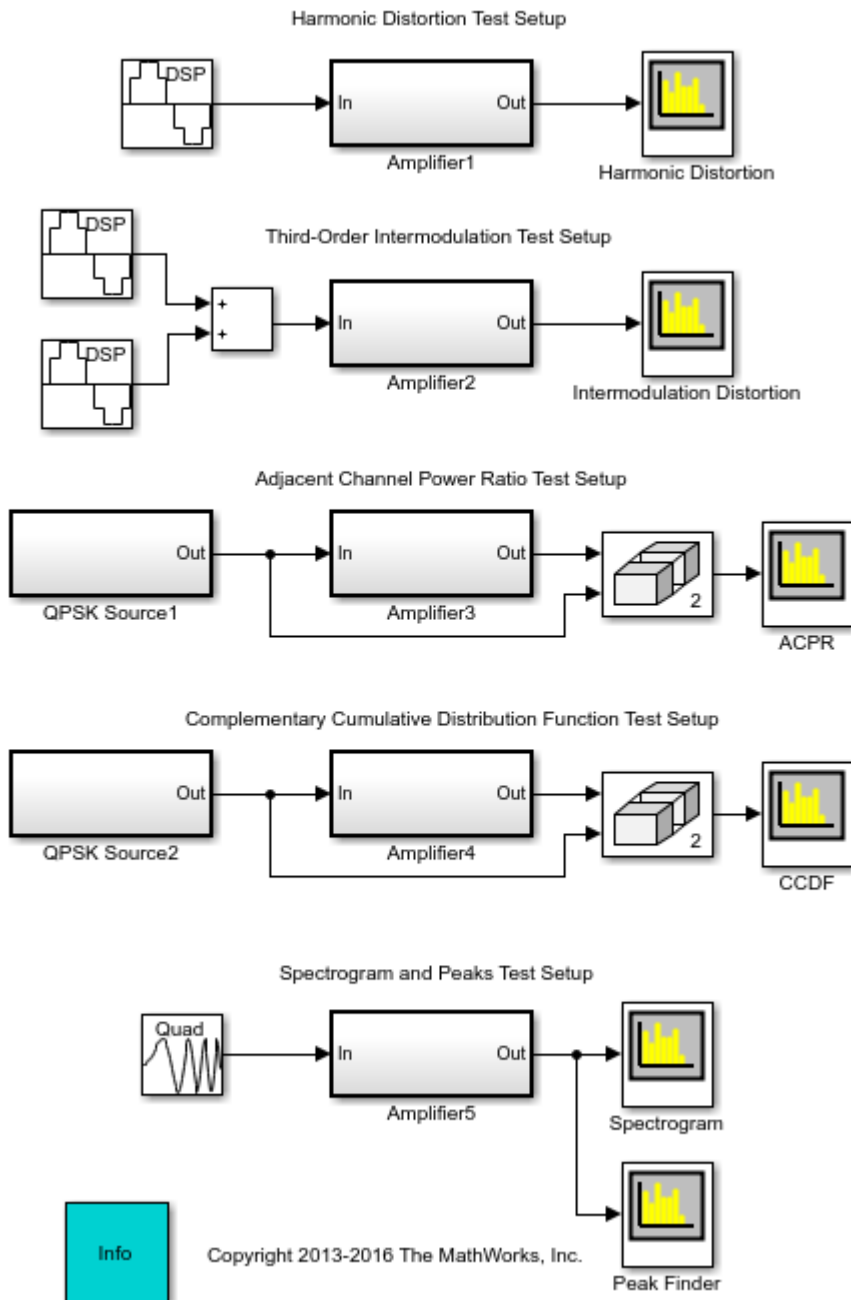 Harmonic Distortion Test Setup
DSP
In Out
Amplifier1
Harmonic Distortion
DSP
Third-Order Intermodulation Test Setup
+
+
In Out
DSP
Amplifier2
Intermodulation Distortion
Adjacent Channel Power Ratio Test Setup
Out
In Out
2
QPSK Source1
Amplifier3
ACPR
Complementary Cumulative Distribution Function Test Setup
Out
In Out
2
QPSK Source2
Amplifier4
CCDF
Spectrogram and Peaks Test Setup
Quad
In Out
Amplifier5
Spectrogram
Info
Copyright 2013-2016 The MathWorks, Inc.
Peak Finder